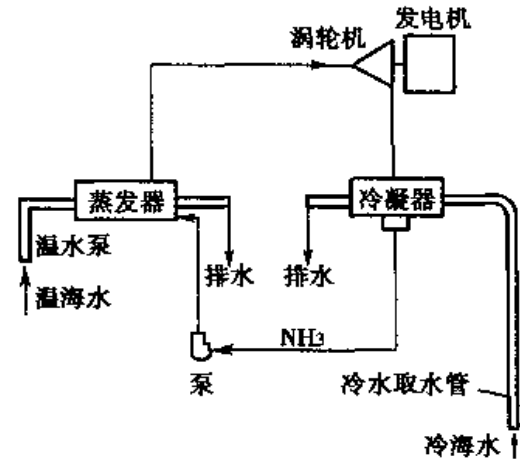 发电机
涡轮机
蒸发器
冷凝器
温水泵
排水
排水
温海水
NH3
泵
冷水取水管
冷海水